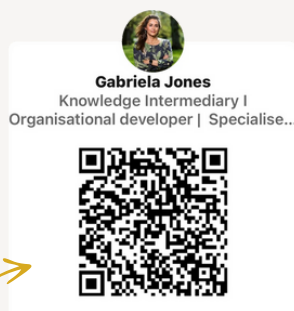 Gabriela Jones
Knowledge Intermediary I
Organisational developer | Specialise...